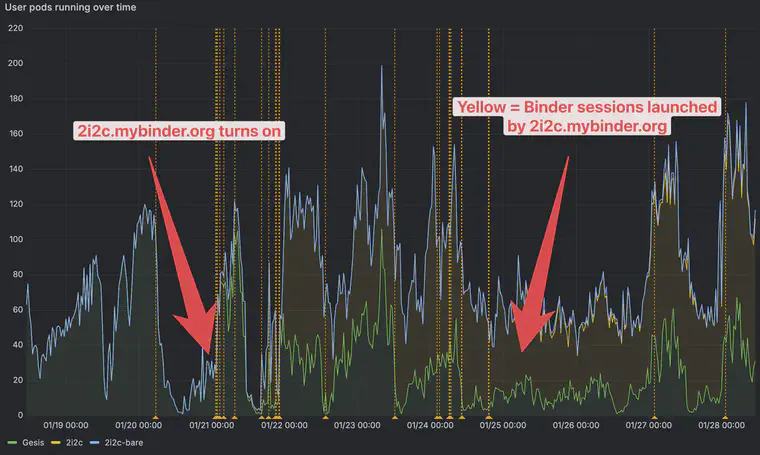 User pods running over time
220
200
180
160
140
120
100
80
60
40
20
0
2i2c.mybinder.org turns on
Yellow = Binder sessions launched
by 2i2c.mybinder.org
01/19 00:00 01/20 00:00 01/21 00:00 01/22 00:00 01/23 00:00 01/24 00:00 01/25 00:00 01/26 00:00 01/27 00:00 01/28 00:00
Gesis 2i2c 2i2c-bare